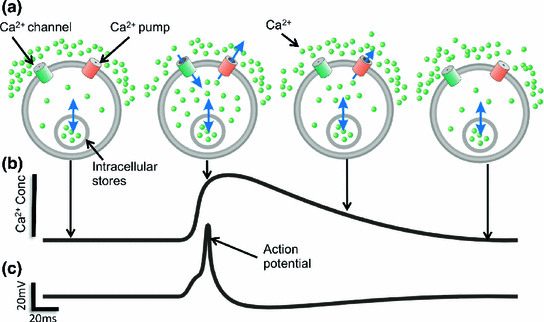 (a)
Ca²⁺ channel
Ca²⁺ pump
Ca²⁺
Intracellular
stores
(b)
Ca²⁺ Conc
Action
potential
(c)
20mV
20ms